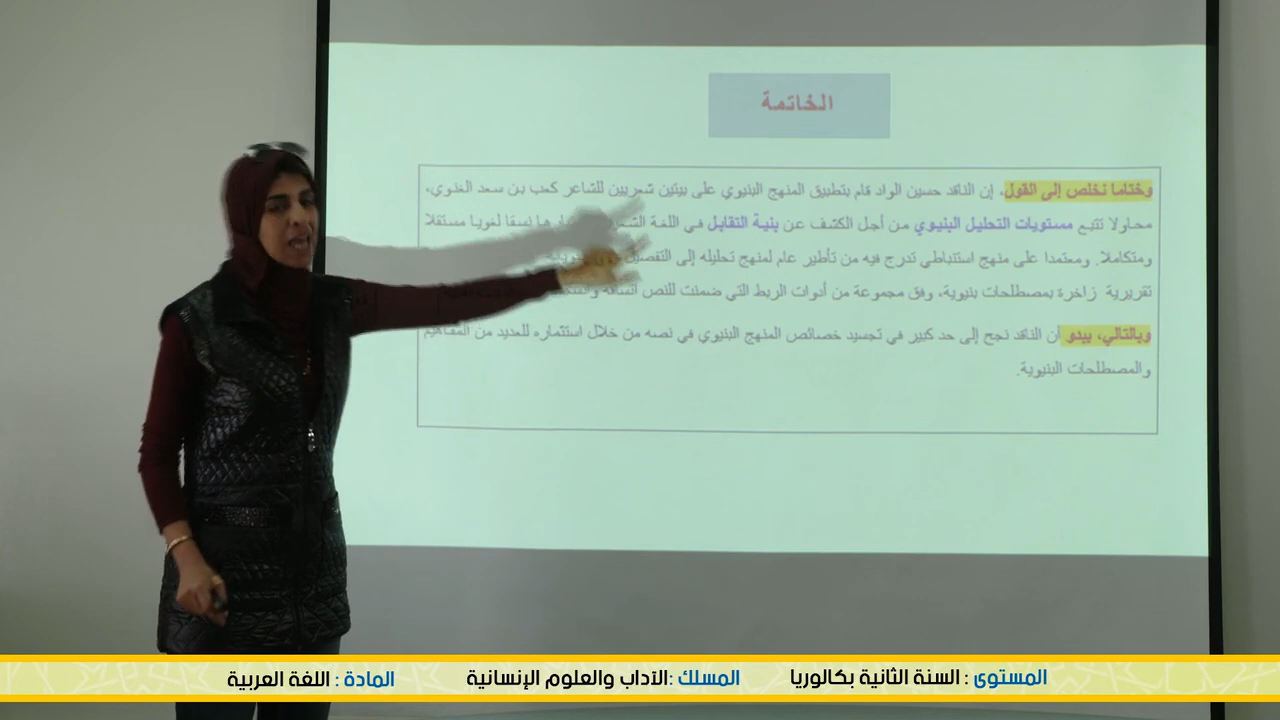 الخاتمة
وختاما نخلص إلى القول، إن الناقد حسين الواد قام بتطبيق المنهج البنيوي على بيتين شعريين للشاعر كعب بن سعد الغنوي،
محاولا تتبع مستويات التحليل البنيوي من أجل الكشف عن بنية التقابل في اللغة نسقا لغويا مستقلا
ومتكاملا. ومعتمدا على منهج استنباطي تدرج فيه من تأطير عام لمنهج تحليله إلى التفصيل
تقريرية زاخرة بمصطلحات بنيوية، وفق مجموعة من أدوات الربط التي ضمنت للنص اتساقه
وبالتالي، يبدو أن الناقد نجح إلى حد كبير في تجسيد خصائص المنهج البنيوي في نصه من خلال استثماره للعديد من المفاهيم
والمصطلحات البنيوية.
المستوى : السنة الثانية بكالوريا المسلك :الآداب والعلوم الإنسانية المادة : اللغة العربية